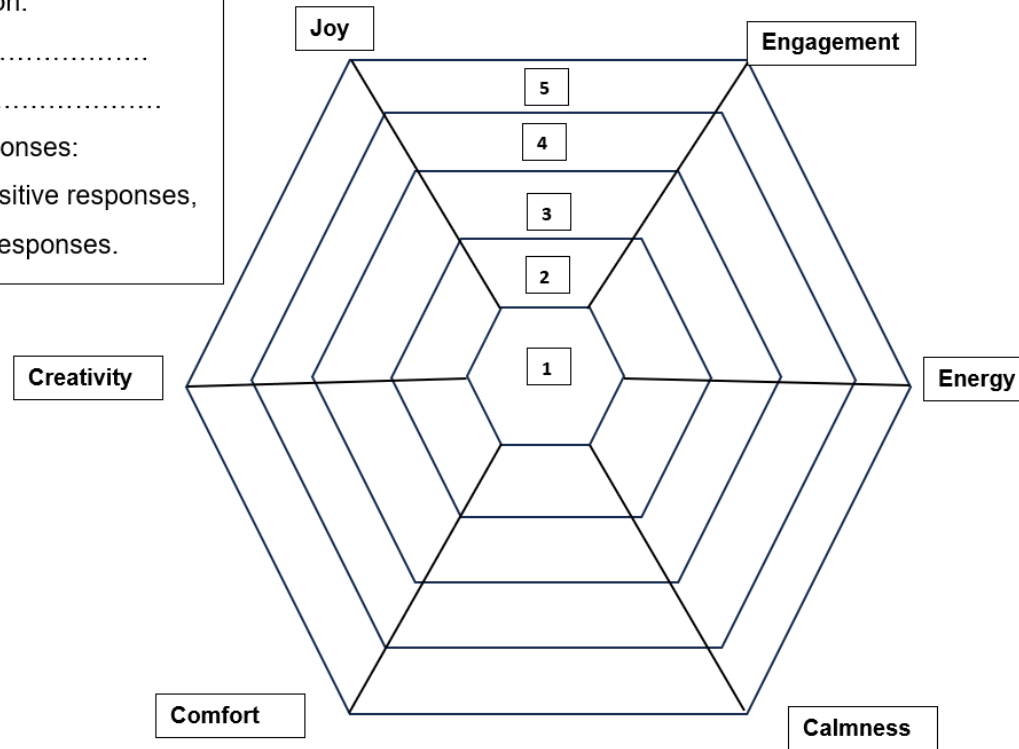 on:
………………
…………………
onses:
sitive responses,
esponses.
Joy
Engagement
5
4
3
2
1
Creativity
Energy
Comfort
Calmness